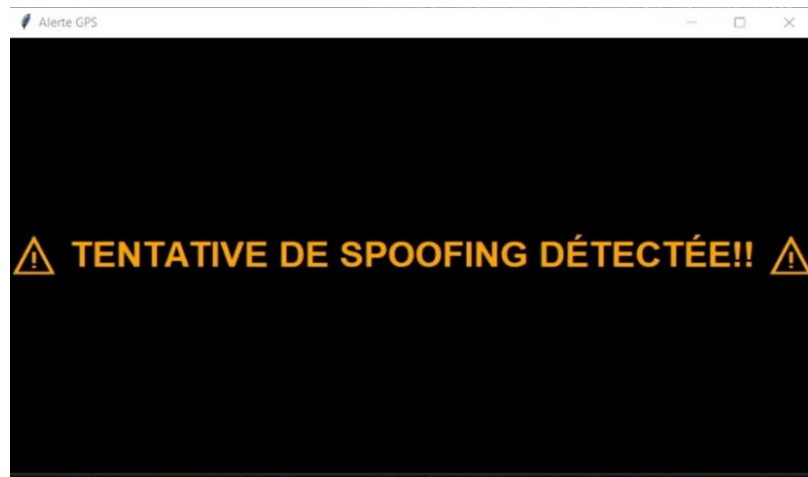 Alerte GPS
⚠ TENTATIVE DE SPOOFING DÉTECTÉE!! ⚠